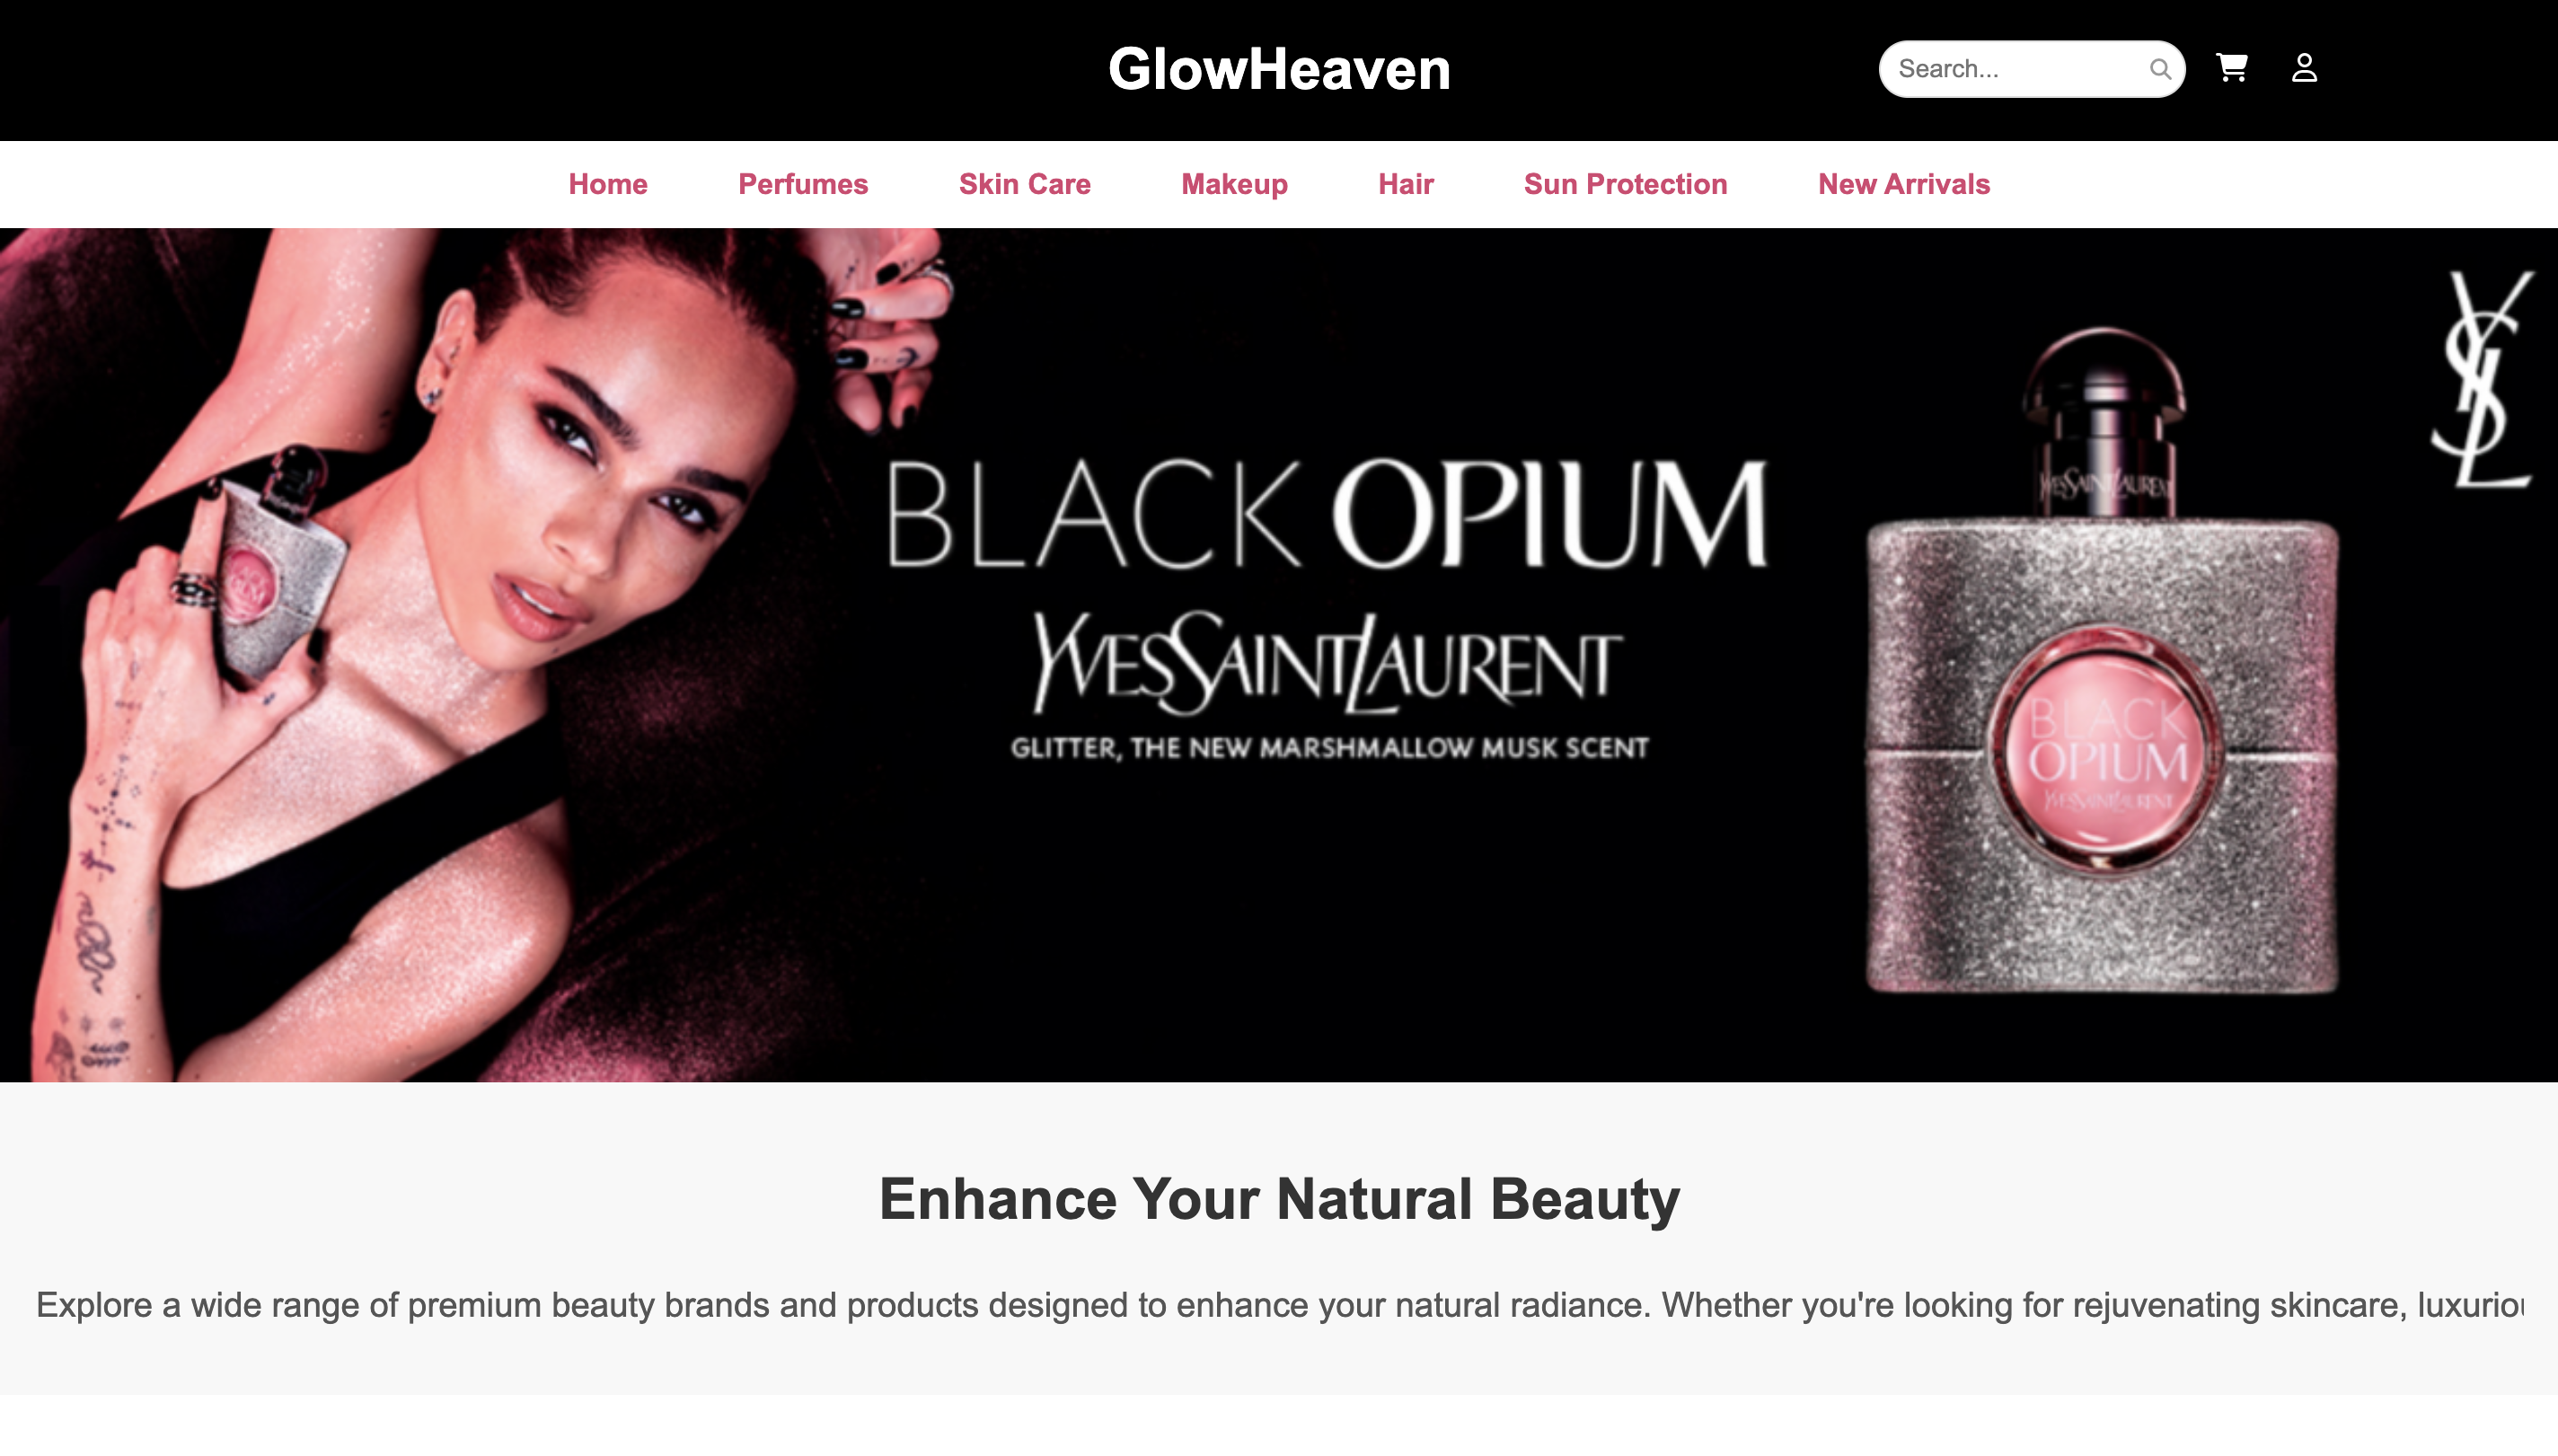 GlowHeaven
Search...
Home Perfumes Skin Care Makeup Hair Sun Protection New Arrivals
YSL
BLACK OPIUM
YVESSAINTLAURENT
GLITTER, THE NEW MARSHMALLOW MUSK SCENT
YVESSAINTLAURENT
BLACK
OPIUM
YVESSAINTLAURENT
Enhance Your Natural Beauty
Explore a wide range of premium beauty brands and products designed to enhance your natural radiance. Whether you're looking for rejuvenating skincare,